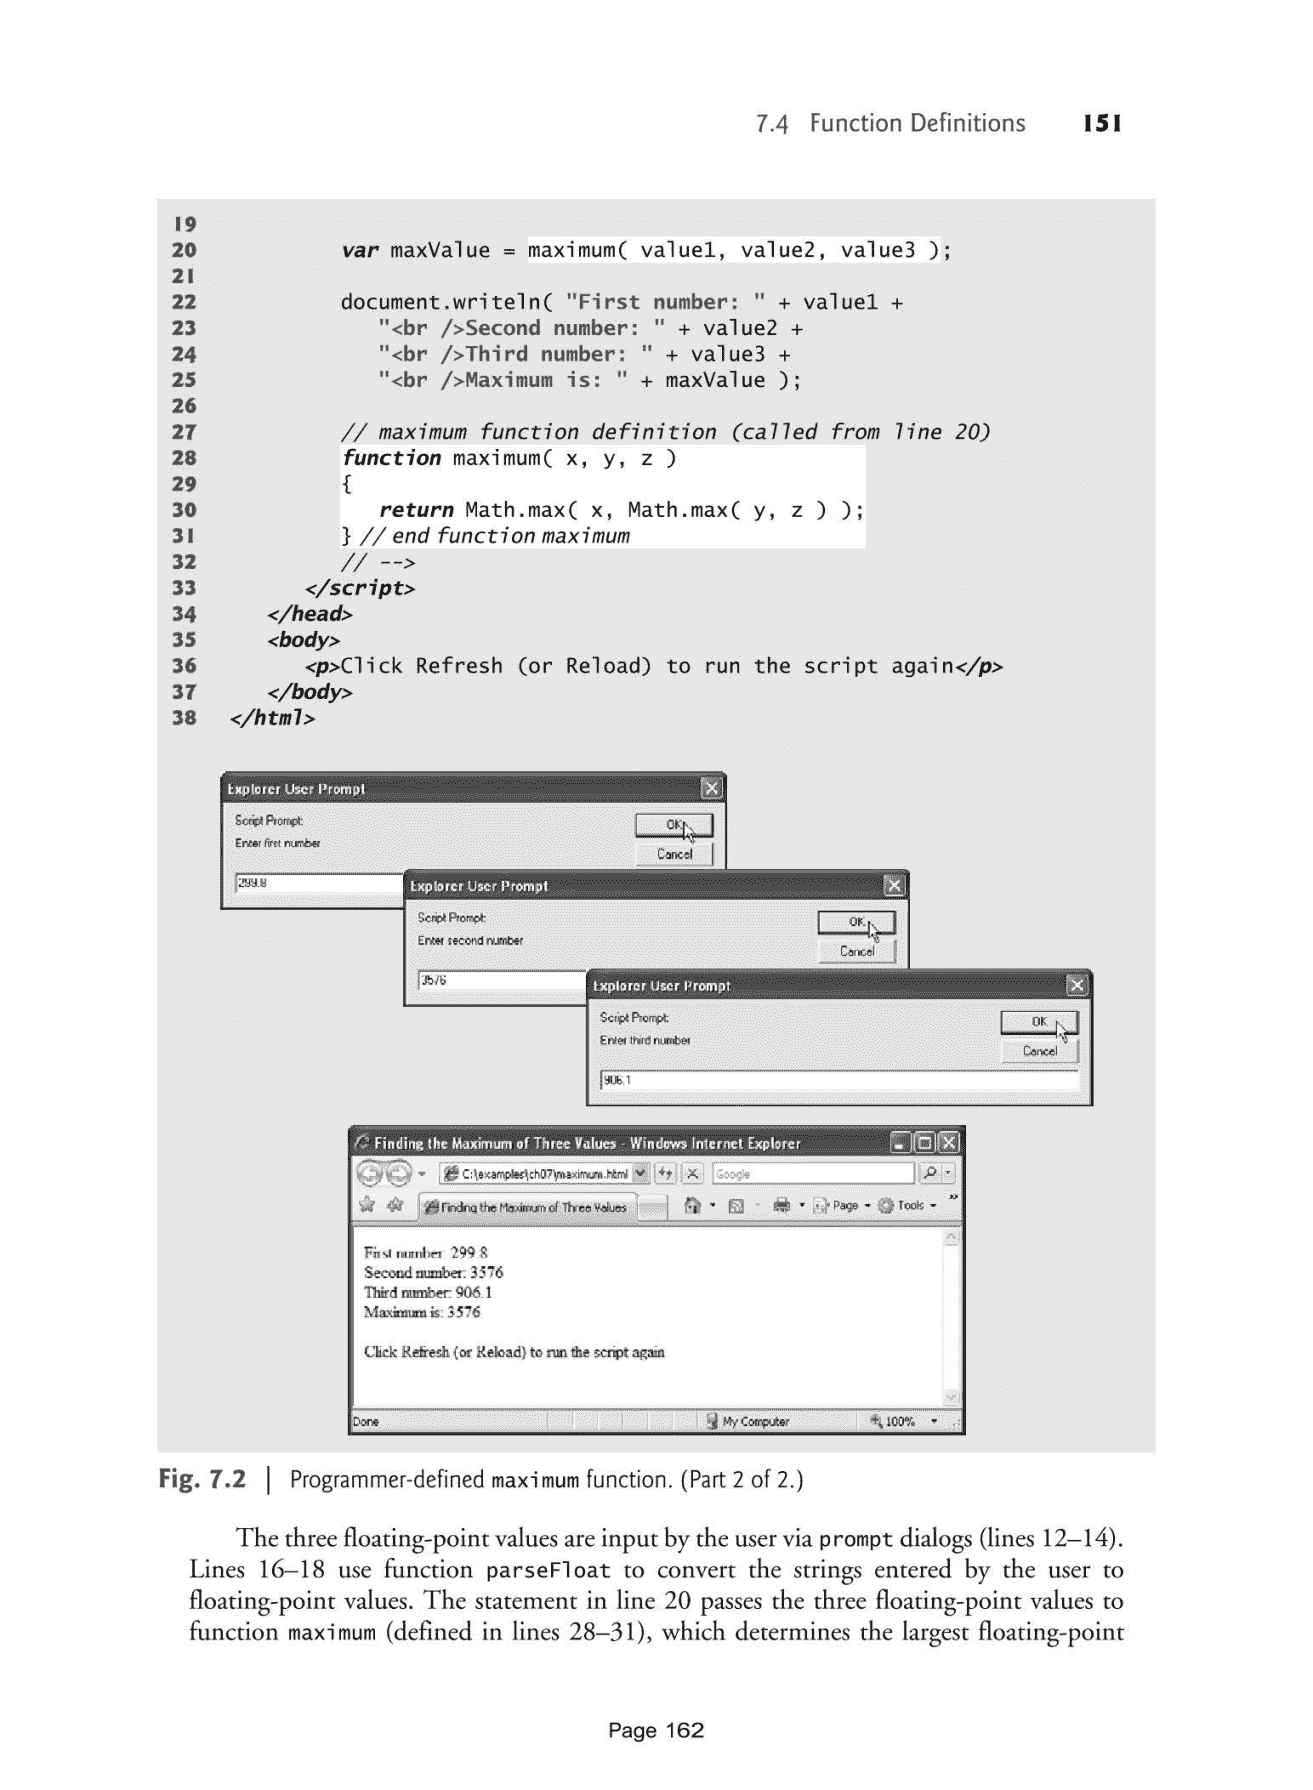 7.4 Function Definitions 151
19
20 var maxValue = maximum( value1, value2, value3 );
21
22 document.writeln( "First number: " + value1 +
23 "<br />Second number: " + value2 +
24 "<br />Third number: " + value3 +
25 "<br />Maximum is: " + maxValue );
26
27 // maximum function definition (called from line 20)
28 function maximum( x, y, z )
29 {
30 return Math.max( x, Math.max( y, z ) );
31 } // end function maximum
32 // -->
33 </script>
34 </head>
35 <body>
36 <p>Click Refresh (or Reload) to run the script again</p>
37 </body>
38 </html>
Explorer User Prompt
Script Prompt:
OK
Enter first number
Cancel
299.8
Explorer User Prompt
Script Prompt:
OK
Enter second number
Cancel
3576
Explorer User Prompt
Script Prompt:
OK
Enter third number
Cancel
906.1
Finding the Maximum of Three Values - Windows Internet Explorer
C:\examples\ch07\maximum.html Google
Finding the Maximum of Three Values Page Tools »
First number: 299.8
Second number: 3576
Third number: 906.1
Maximum is: 3576
Click Refresh (or Reload) to run the script again
Done My Computer 100%
Fig. 7.2 | Programmer-defined maximum function. (Part 2 of 2.)
The three floating-point values are input by the user via prompt dialogs (lines 12–14).
Lines 16–18 use function parseFloat to convert the strings entered by the user to
floating-point values. The statement in line 20 passes the three floating-point values to
function maximum (defined in lines 28–31), which determines the largest floating-point
Page 162